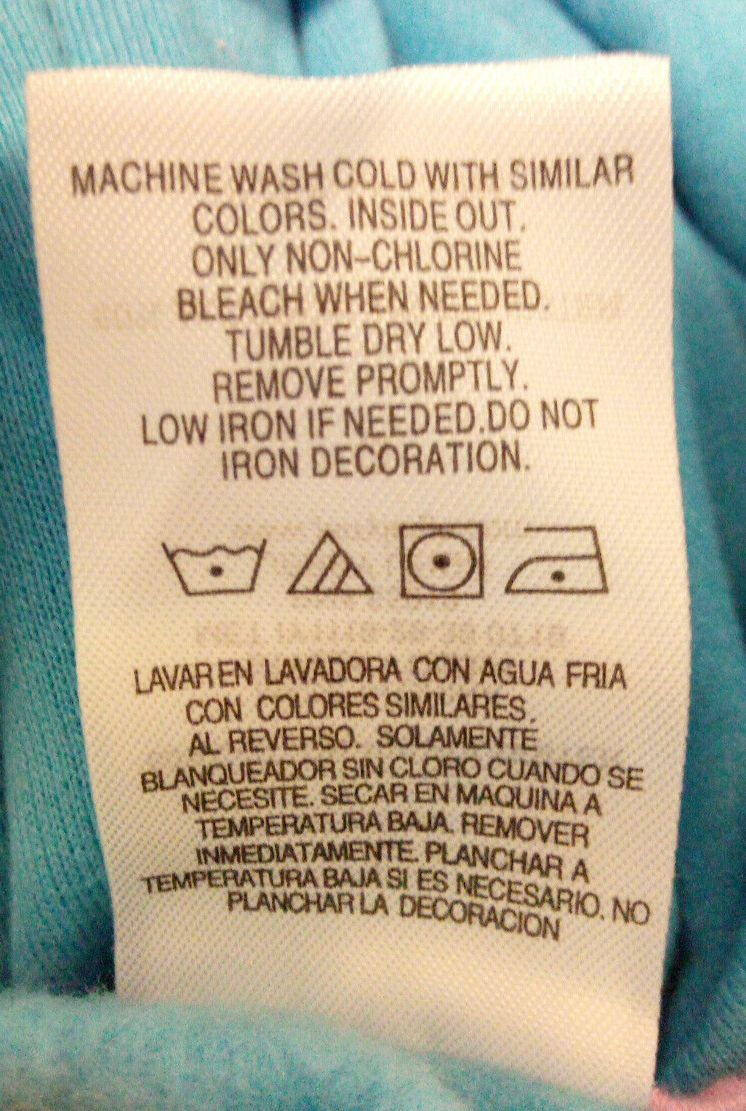 MACHINE WASH COLD WITH SIMILAR
COLORS. INSIDE OUT.
ONLY NON-CHLORINE
BLEACH WHEN NEEDED.
TUMBLE DRY LOW.
REMOVE PROMPTLY.
LOW IRON IF NEEDED.DO NOT
IRON DECORATION.
LAVAR EN LAVADORA CON AGUA FRIA
CON COLORES SIMILARES.
AL REVERSO. SOLAMENTE
BLANQUEADOR SIN CLORO CUANDO SE
NECESITE. SECAR EN MAQUINA A
TEMPERATURA BAJA. REMOVER
INMEDIATAMENTE. PLANCHAR A
TEMPERATURA BAJA SI ES NECESARIO. NO
PLANCHAR LA DECORACION